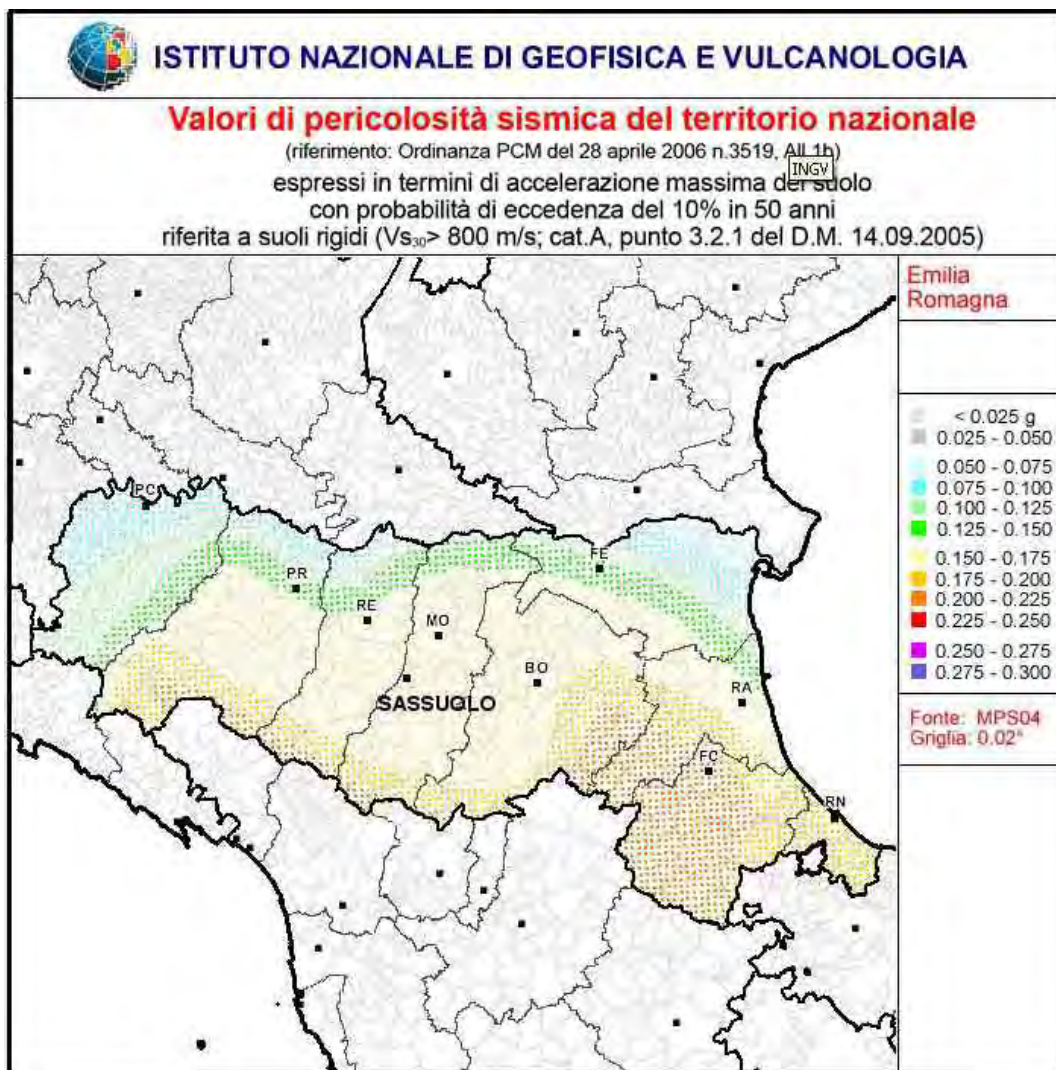 ISTITUTO NAZIONALE DI GEOFISICA E VULCANOLOGIA
Valori di pericolosità sismica del territorio nazionale
(riferimento: Ordinanza PCM del 28 aprile 2006 n.3519, All.1b)
INGV
espressi in termini di accelerazione massima del suolo
con probabilità di eccedenza del 10% in 50 anni
riferita a suoli rigidi (Vs₃₀> 800 m/s; cat.A, punto 3.2.1 del D.M. 14.09.2005)
Emilia
Romagna
< 0.025 g
0.025 - 0.050
0.050 - 0.075
0.075 - 0.100
0.100 - 0.125
0.125 - 0.150
0.150 - 0.175
0.175 - 0.200
0.200 - 0.225
0.225 - 0.250
0.250 - 0.275
0.275 - 0.300
Fonte: MPS04
Griglia: 0.02°
PC
FE
PR
RE
MO
BO
RA
SASSUOLO
FC
RN